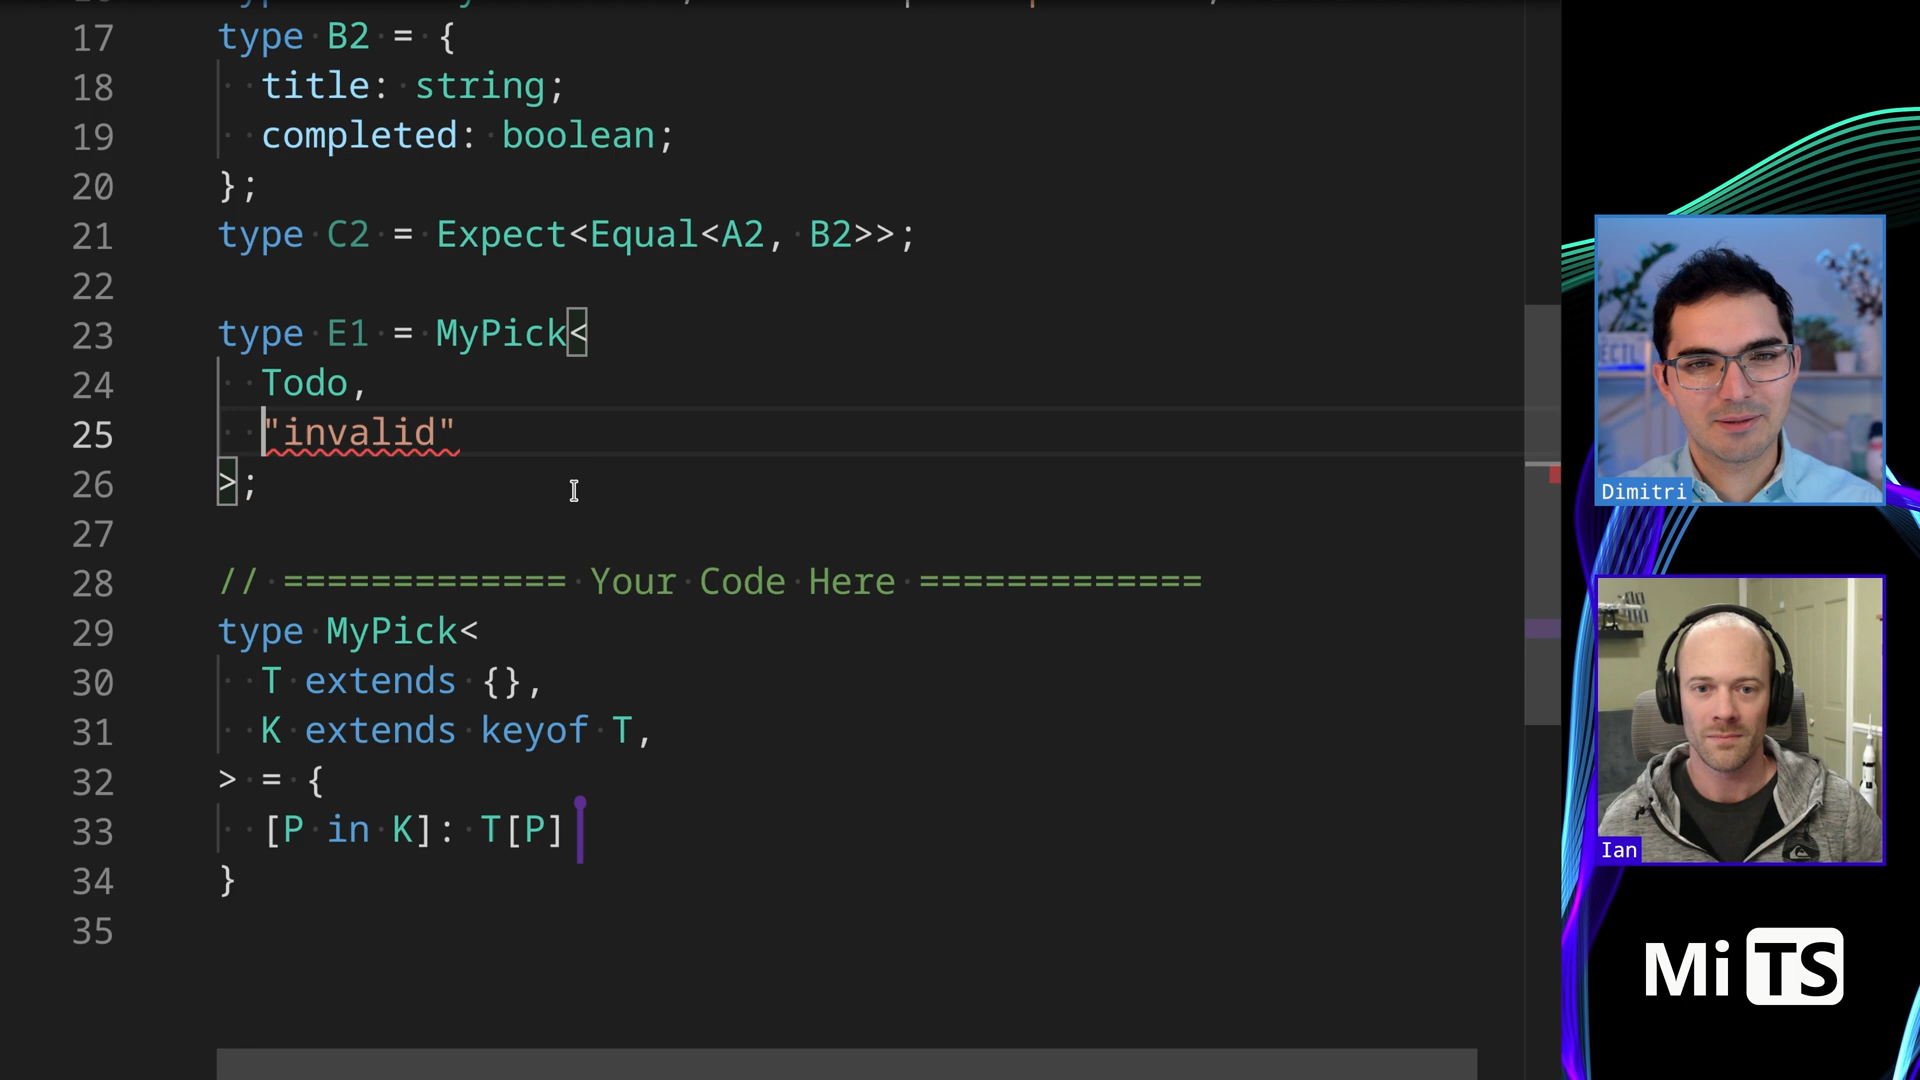 17 type B2 = {
18 title: string;
19 completed: boolean;
20 };
21 type C2 = Expect<Equal<A2, B2>>;
22
23 type E1 = MyPick<
24 Todo,
25 "invalid"
26 >;
27
28 // ============= Your Code Here =============
29 type MyPick<
30 T extends {},
31 K extends keyof T,
32 > = {
33 [P in K]: T[P]
34 }
35
Dimitri
Ian
Mi TS